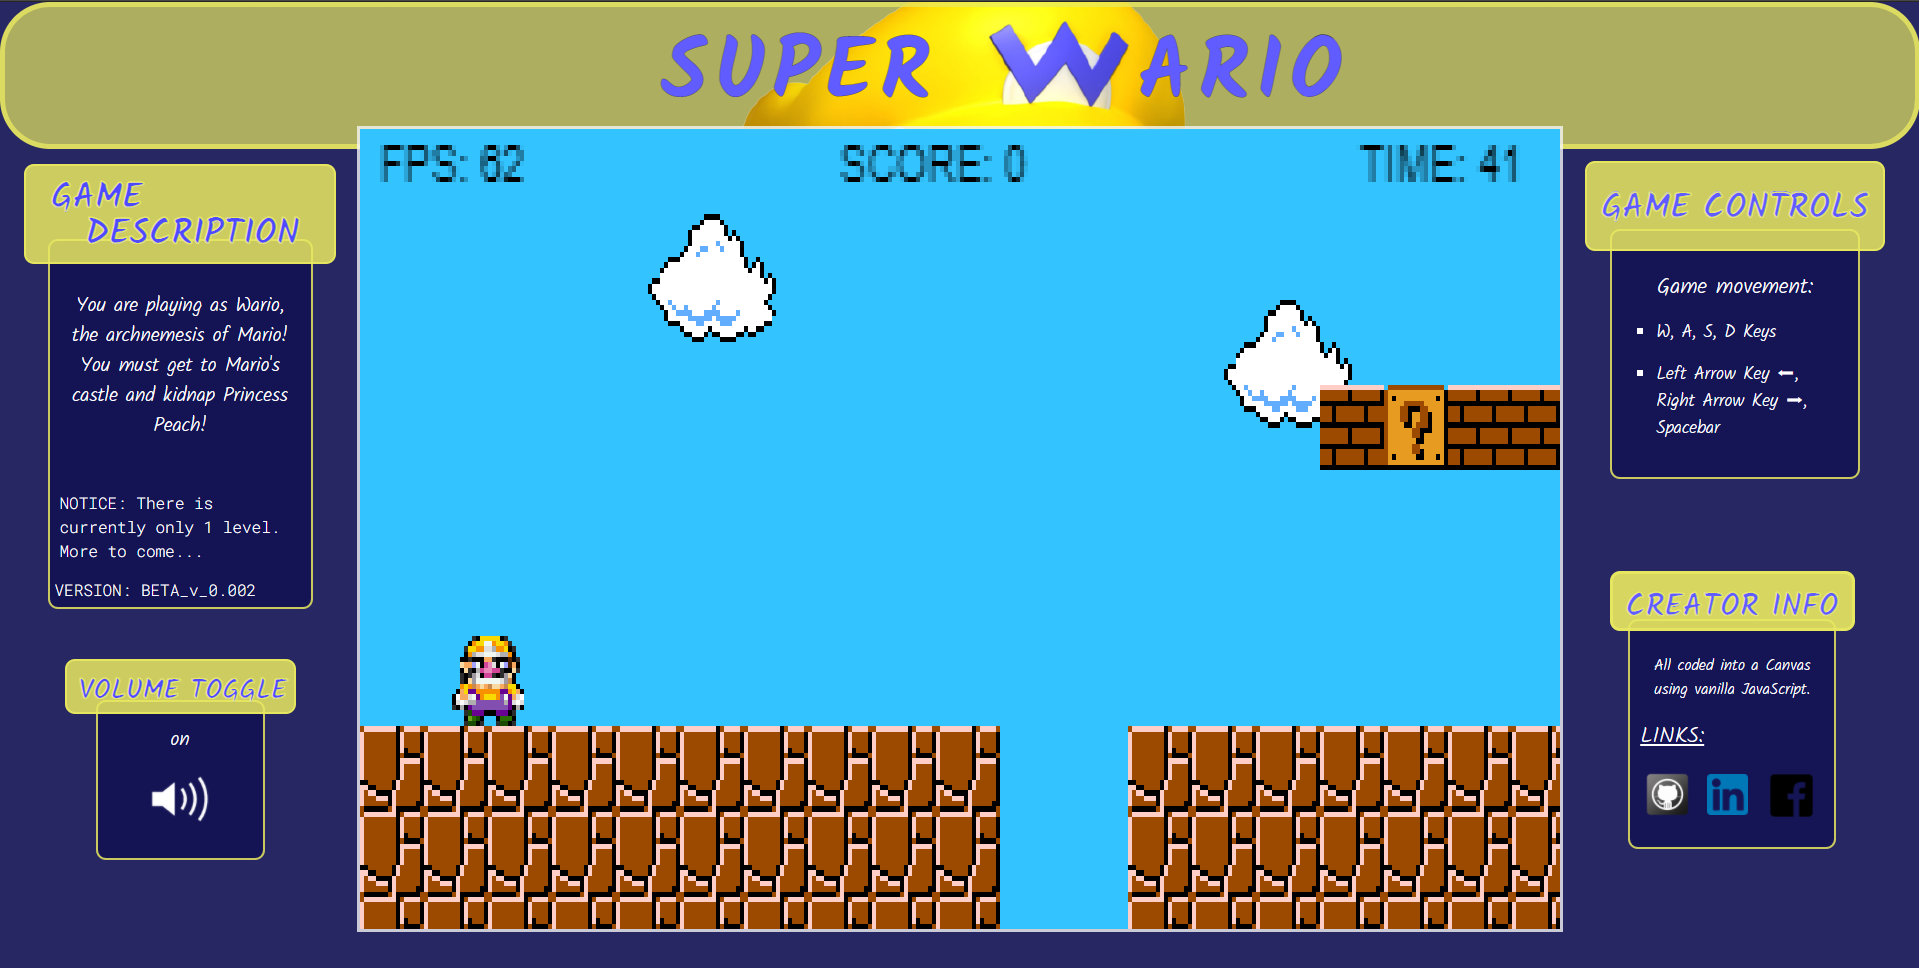 SUPER WARIO
FPS: 62
SCORE: 0
TIME: 41
GAME
DESCRIPTION
You are playing as Wario,
the archnemesis of Mario!
You must get to Mario's
castle and kidnap Princess
Peach!
NOTICE: There is
currently only 1 level.
More to come...
VERSION: BETA_v_0.002
VOLUME TOGGLE
on
?
GAME CONTROLS
Game movement:
▪ W, A, S, D Keys
▪ Left Arrow Key ⬅,
Right Arrow Key ➡,
Spacebar
CREATOR INFO
All coded into a Canvas
using vanilla JavaScript.
LINKS:
in
f